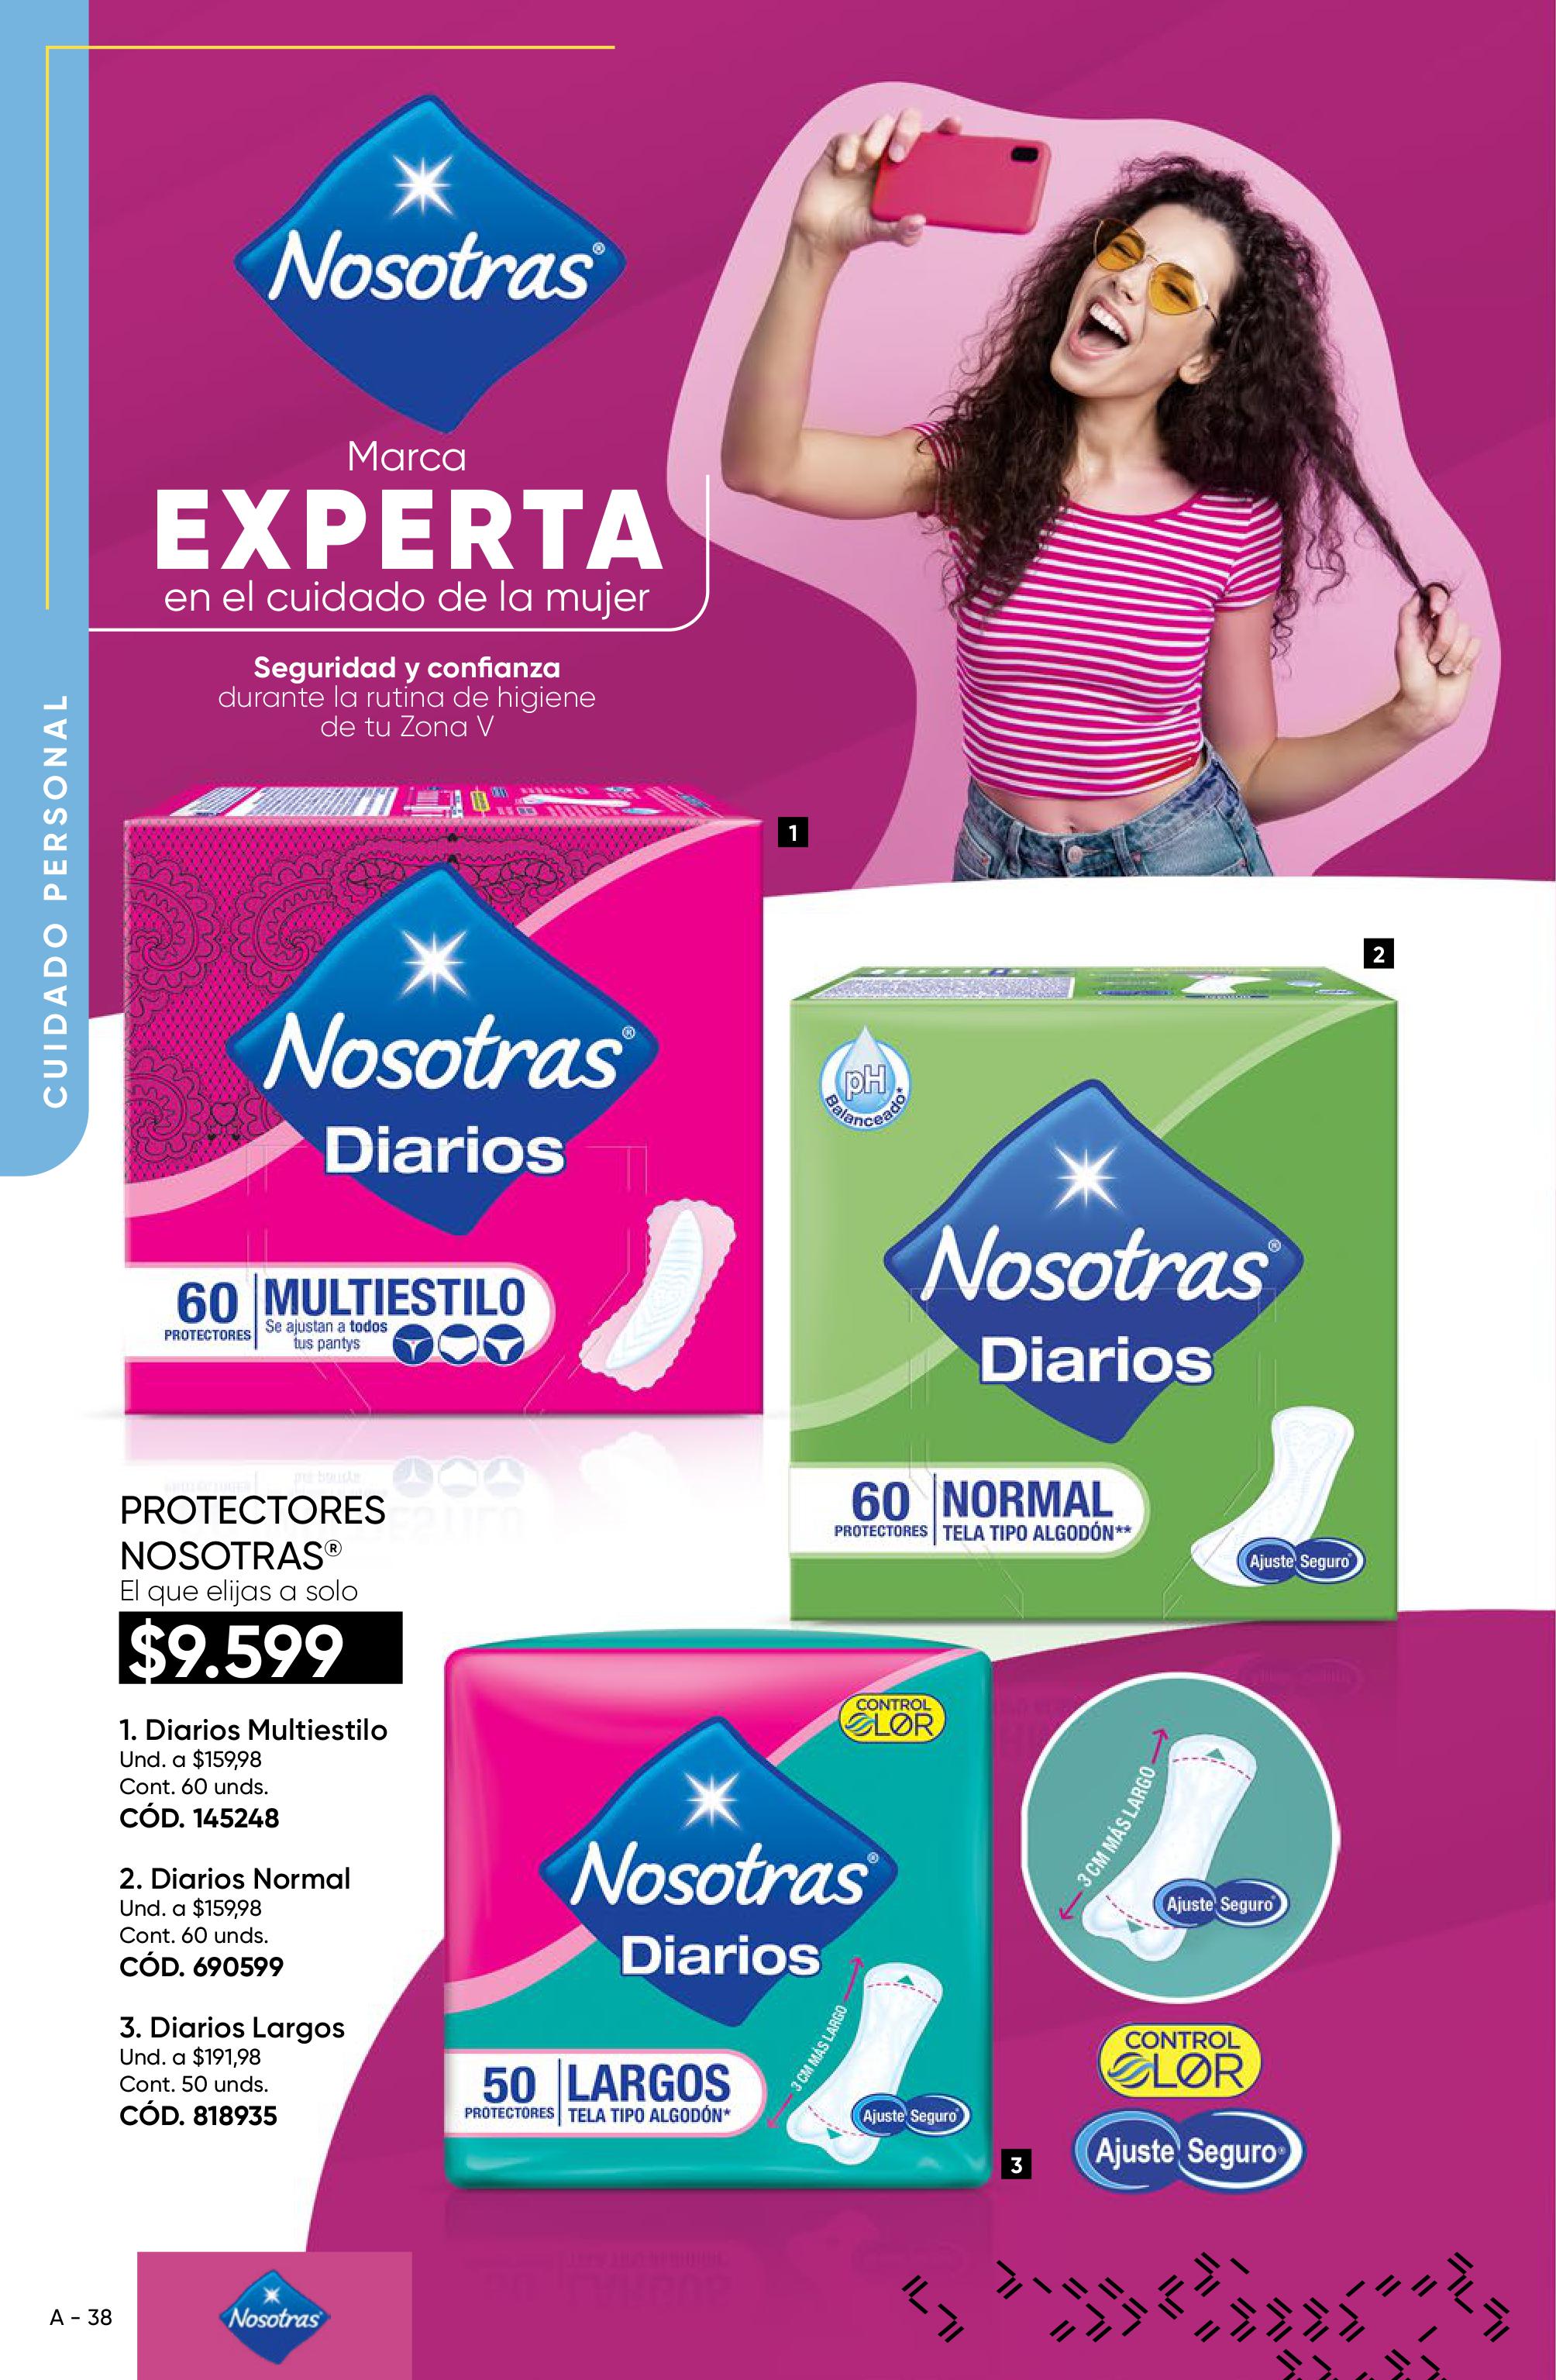 CUIDADO PERSONAL
Nosotras®
Marca
EXPERTA
en el cuidado de la mujer
Seguridad y confianza
durante la rutina de higiene
de tu Zona V
1
Nosotras®
Diarios
60
PROTECTORES
MULTIESTILO
Se ajustan a todos
tus pantys
2
pH
Balanceado*
Nosotras®
Diarios
60
PROTECTORES
NORMAL
TELA TIPO ALGODÓN**
Ajuste Seguro®
PROTECTORES
NOSOTRAS®
El que elijas a solo
$9.599
1. Diarios Multiestilo
Und. a $159,98
Cont. 60 unds.
CÓD. 145248
2. Diarios Normal
Und. a $159,98
Cont. 60 unds.
CÓD. 690599
3. Diarios Largos
Und. a $191,98
Cont. 50 unds.
CÓD. 818935
CONTROL
OLØR
Nosotras®
Diarios
3 CM MÁS LARGO
50
PROTECTORES
LARGOS
TELA TIPO ALGODÓN*
Ajuste Seguro®
3
3 CM MÁS LARGO
Ajuste Seguro®
CONTROL
OLØR
Ajuste Seguro®
A - 38
Nosotras®